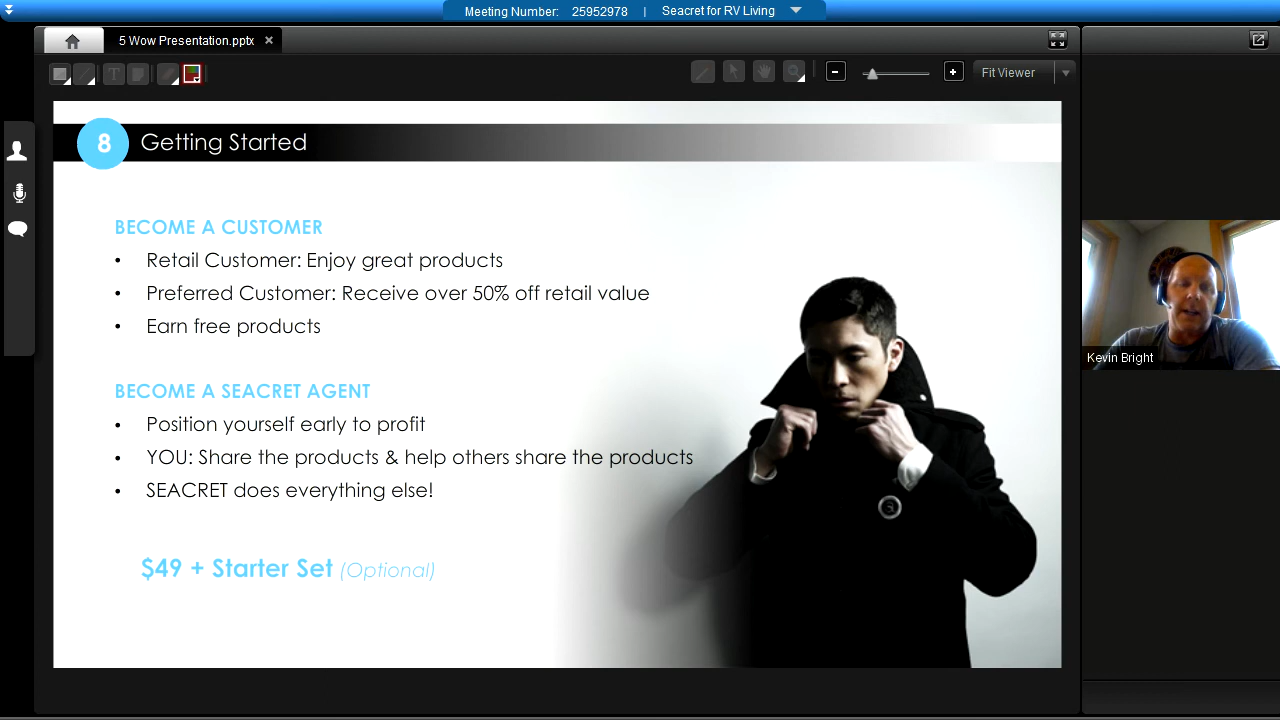 Meeting Number: 25952978 | Seacret for RV Living
5 Wow Presentation.pptx
T
Fit Viewer
8 Getting Started
BECOME A CUSTOMER
• Retail Customer: Enjoy great products
• Preferred Customer: Receive over 50% off retail value
• Earn free products
BECOME A SEACRET AGENT
• Position yourself early to profit
• YOU: Share the products & help others share the products
• SEACRET does everything else!
$49 + Starter Set (Optional)
Kevin Bright